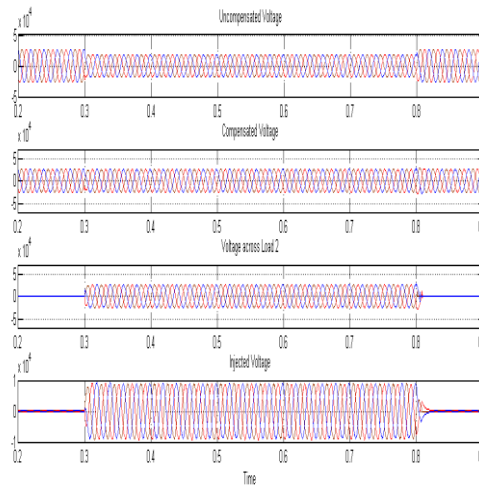 Uncompensated Voltage
x 10^4
5
0
-5
0.2 0.3 0.4 0.5 0.6 0.7 0.8
Compensated Voltage
x 10^4
5
0
-5
0.2 0.3 0.4 0.5 0.6 0.7 0.8
Voltage across Load 2
x 10^4
5
0
-5
0.2 0.3 0.4 0.5 0.6 0.7 0.8
Injected Voltage
x 10^4
1
0
-1
0.2 0.3 0.4 0.5 0.6 0.7 0.8
Time